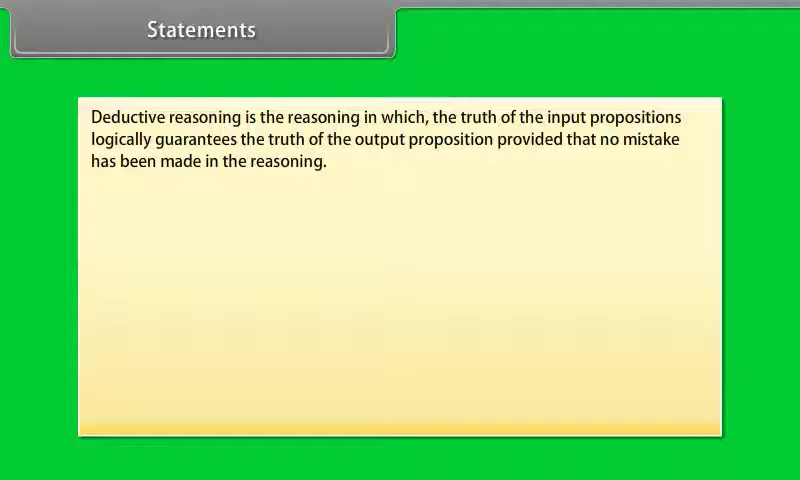 Statements
Deductive reasoning is the reasoning in which, the truth of the input propositions
logically guarantees the truth of the output proposition provided that no mistake
has been made in the reasoning.